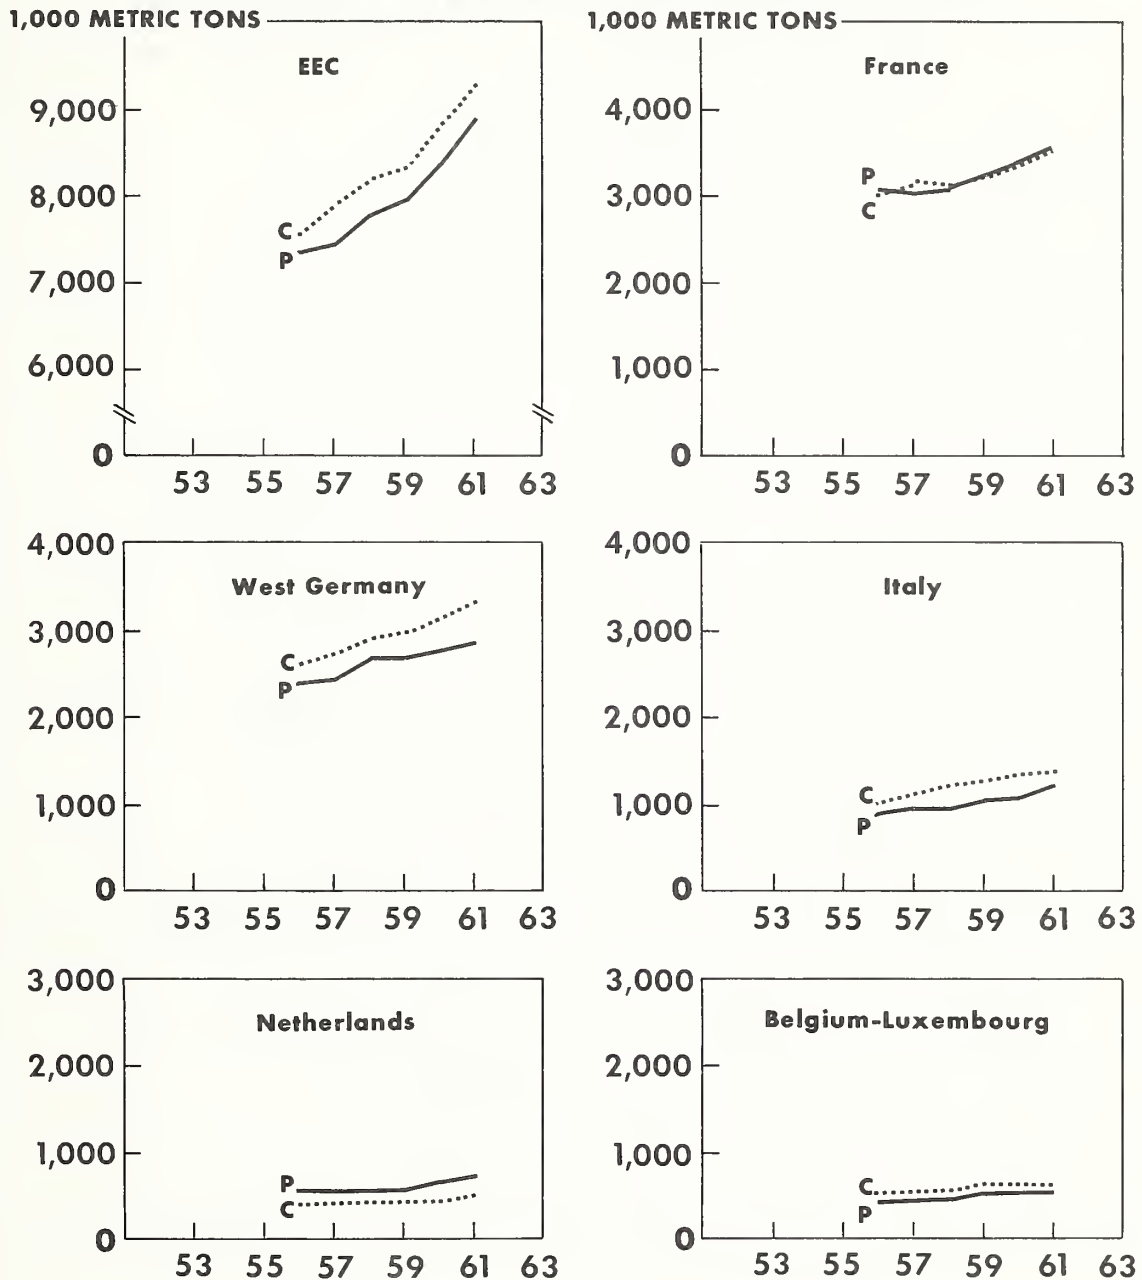 1,000 METRIC TONS
EEC
9,000
8,000
7,000
6,000
0
C
P
53 55 57 59 61 63
1,000 METRIC TONS
France
4,000
3,000
2,000
1,000
0
P
C
53 55 57 59 61 63
4,000
West Germany
3,000
2,000
1,000
0
C
P
53 55 57 59 61 63
4,000
Italy
3,000
2,000
1,000
0
C
P
53 55 57 59 61 63
3,000
Netherlands
2,000
1,000
0
P
C
53 55 57 59 61 63
3,000
Belgium-Luxembourg
2,000
1,000
0
C
P
53 55 57 59 61 63